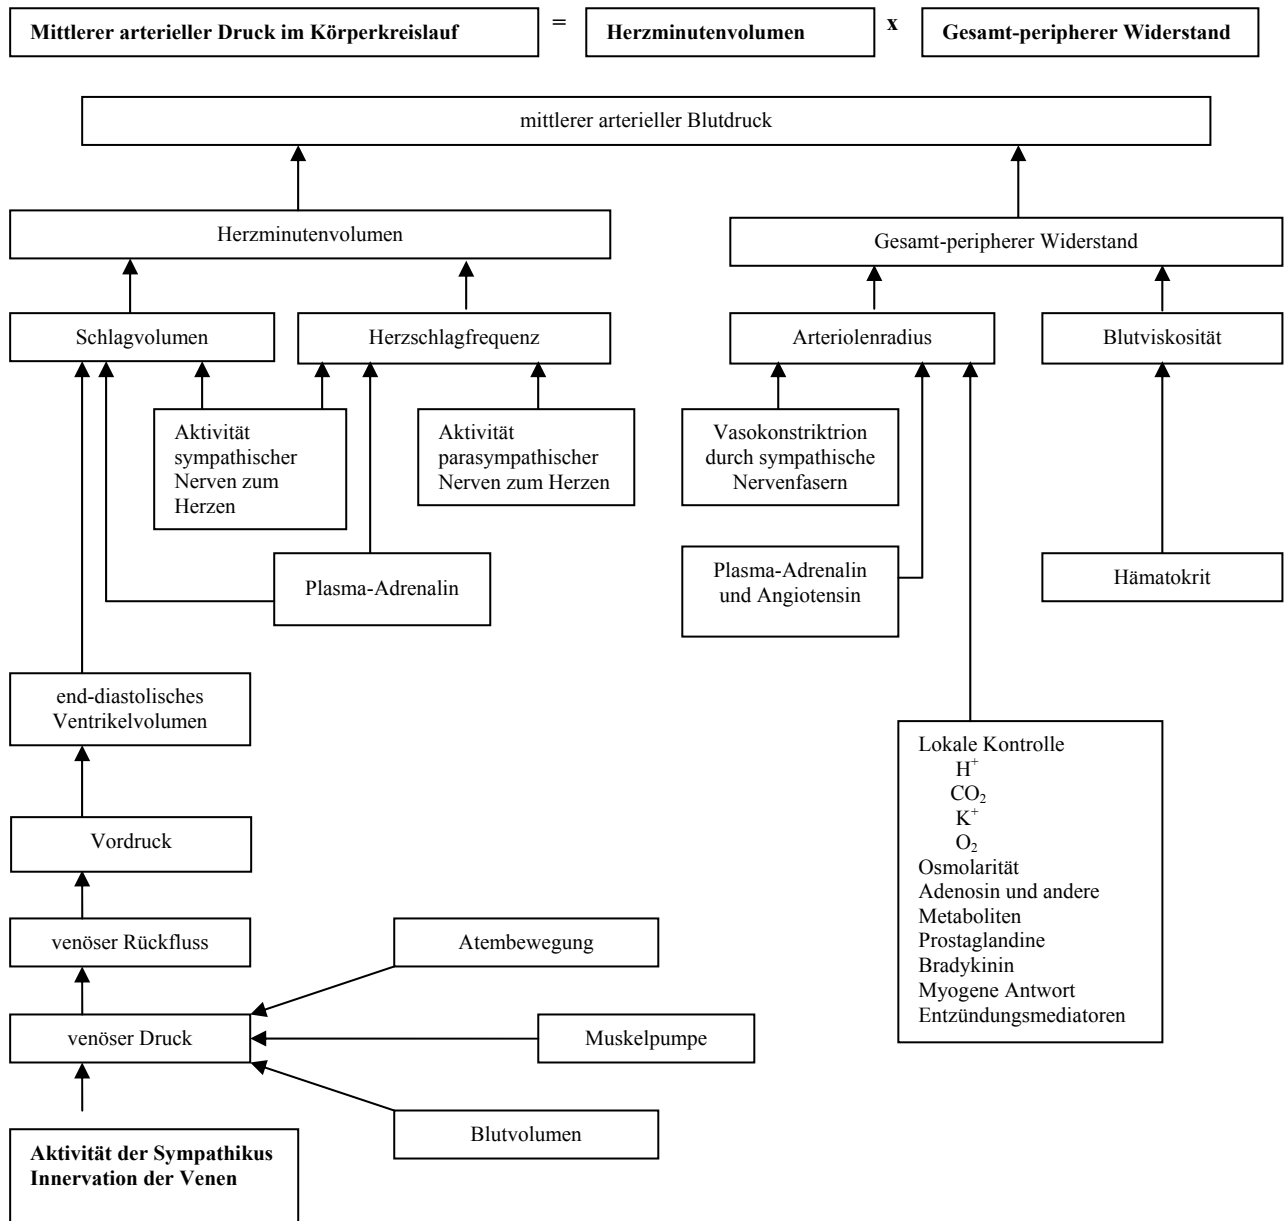 Mittlerer arterieller Druck im Körperkreislauf = Herzminutenvolumen x Gesamt-peripherer Widerstand
mittlerer arterieller Blutdruck
Herzminutenvolumen
Gesamt-peripherer Widerstand
Schlagvolumen
Herzschlagfrequenz
Arteriolenradius
Blutviskosität
Aktivität
sympathischer
Nerven zum
Herzen
Aktivität
parasympathischer
Nerven zum Herzen
Vasokonstriktrion
durch sympathische
Nervenfasern
Plasma-Adrenalin
Plasma-Adrenalin
und Angiotensin
Hämatokrit
end-diastolisches
Ventrikelvolumen
Lokale Kontrolle
H⁺
CO₂
K⁺
O₂
Osmolarität
Adenosin und andere
Metaboliten
Prostaglandine
Bradykinin
Myogene Antwort
Entzündungsmediatoren
Vordruck
venöser Rückfluss
Atembewegung
venöser Druck
Muskelpumpe
Blutvolumen
Aktivität der Sympathikus
Innervation der Venen